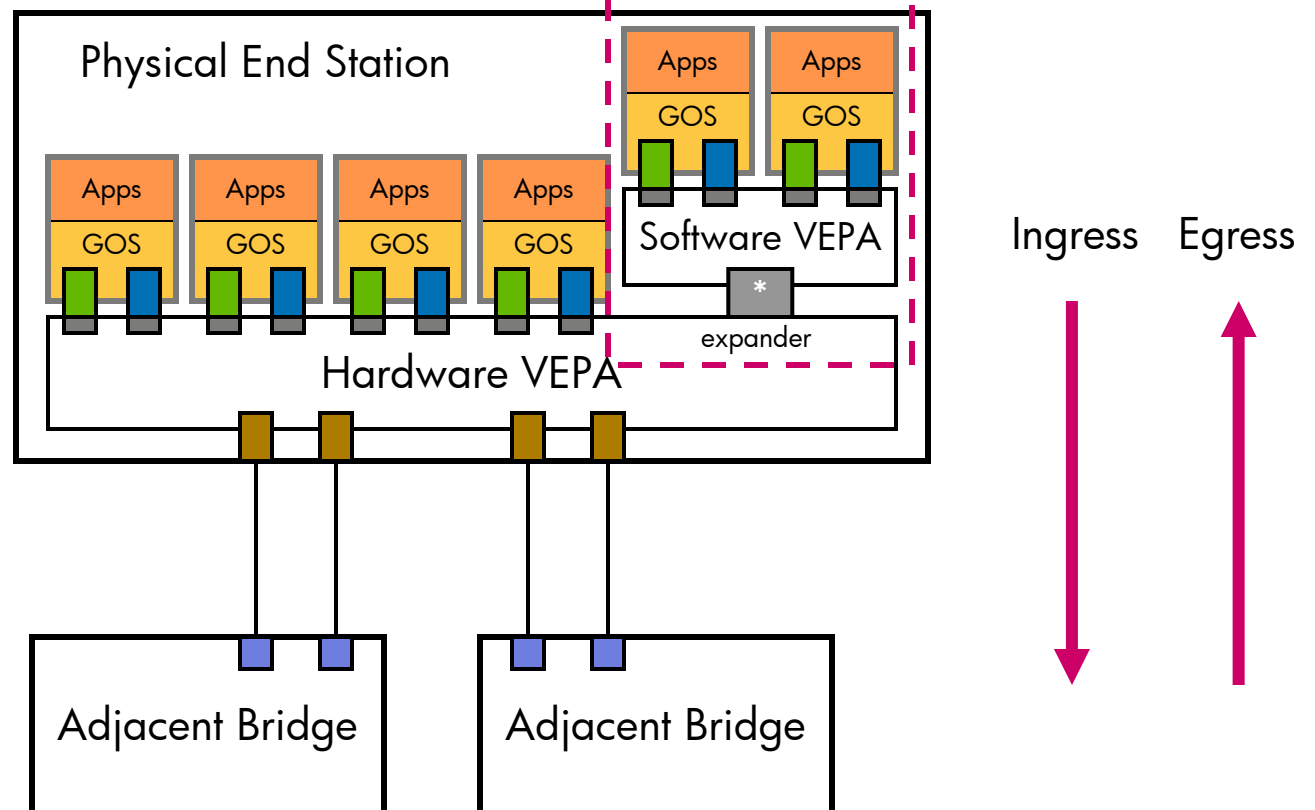 Physical End Station
Apps
GOS
Apps
GOS
Apps
GOS
Apps
GOS
Apps
GOS
Apps
GOS
Software VEPA
*
expander
Hardware VEPA
Ingress
Egress
Adjacent Bridge
Adjacent Bridge